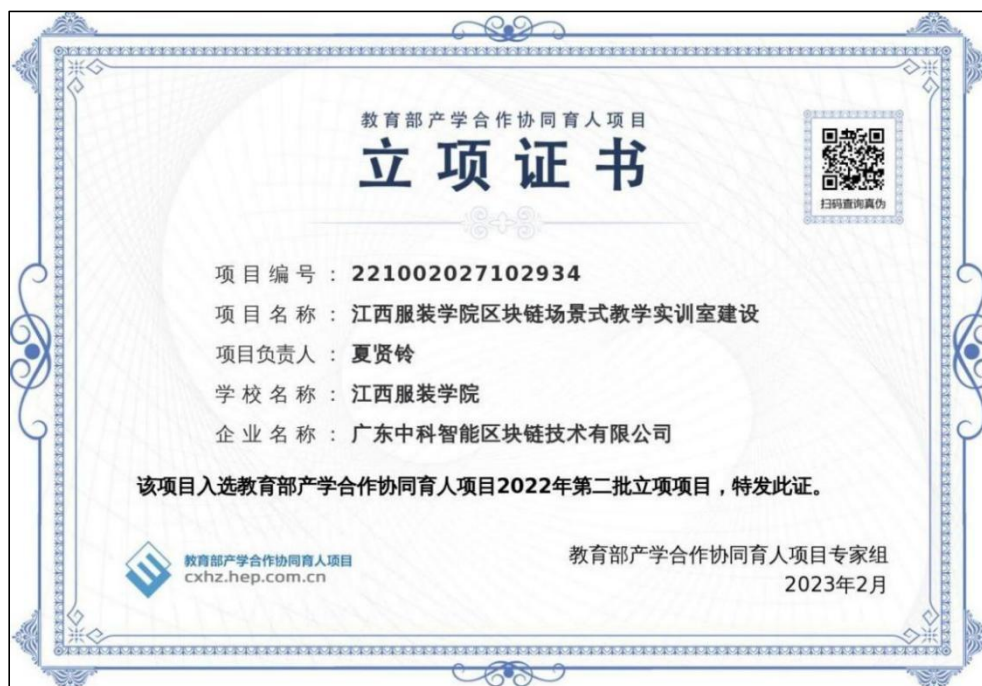 教育部产学合作协同育人项目
立项证书
扫码查询真伪
项目编号：221002027102934
项目名称：江西服装学院区块链场景式教学实训室建设
项目负责人：夏贤铃
学校名称：江西服装学院
企业名称：广东中科智能区块链技术有限公司
该项目入选教育部产学合作协同育人项目2022年第二批立项项目，特发此证。
教育部产学合作协同育人项目
cxhz.hep.com.cn
教育部产学合作协同育人项目专家组
2023年2月